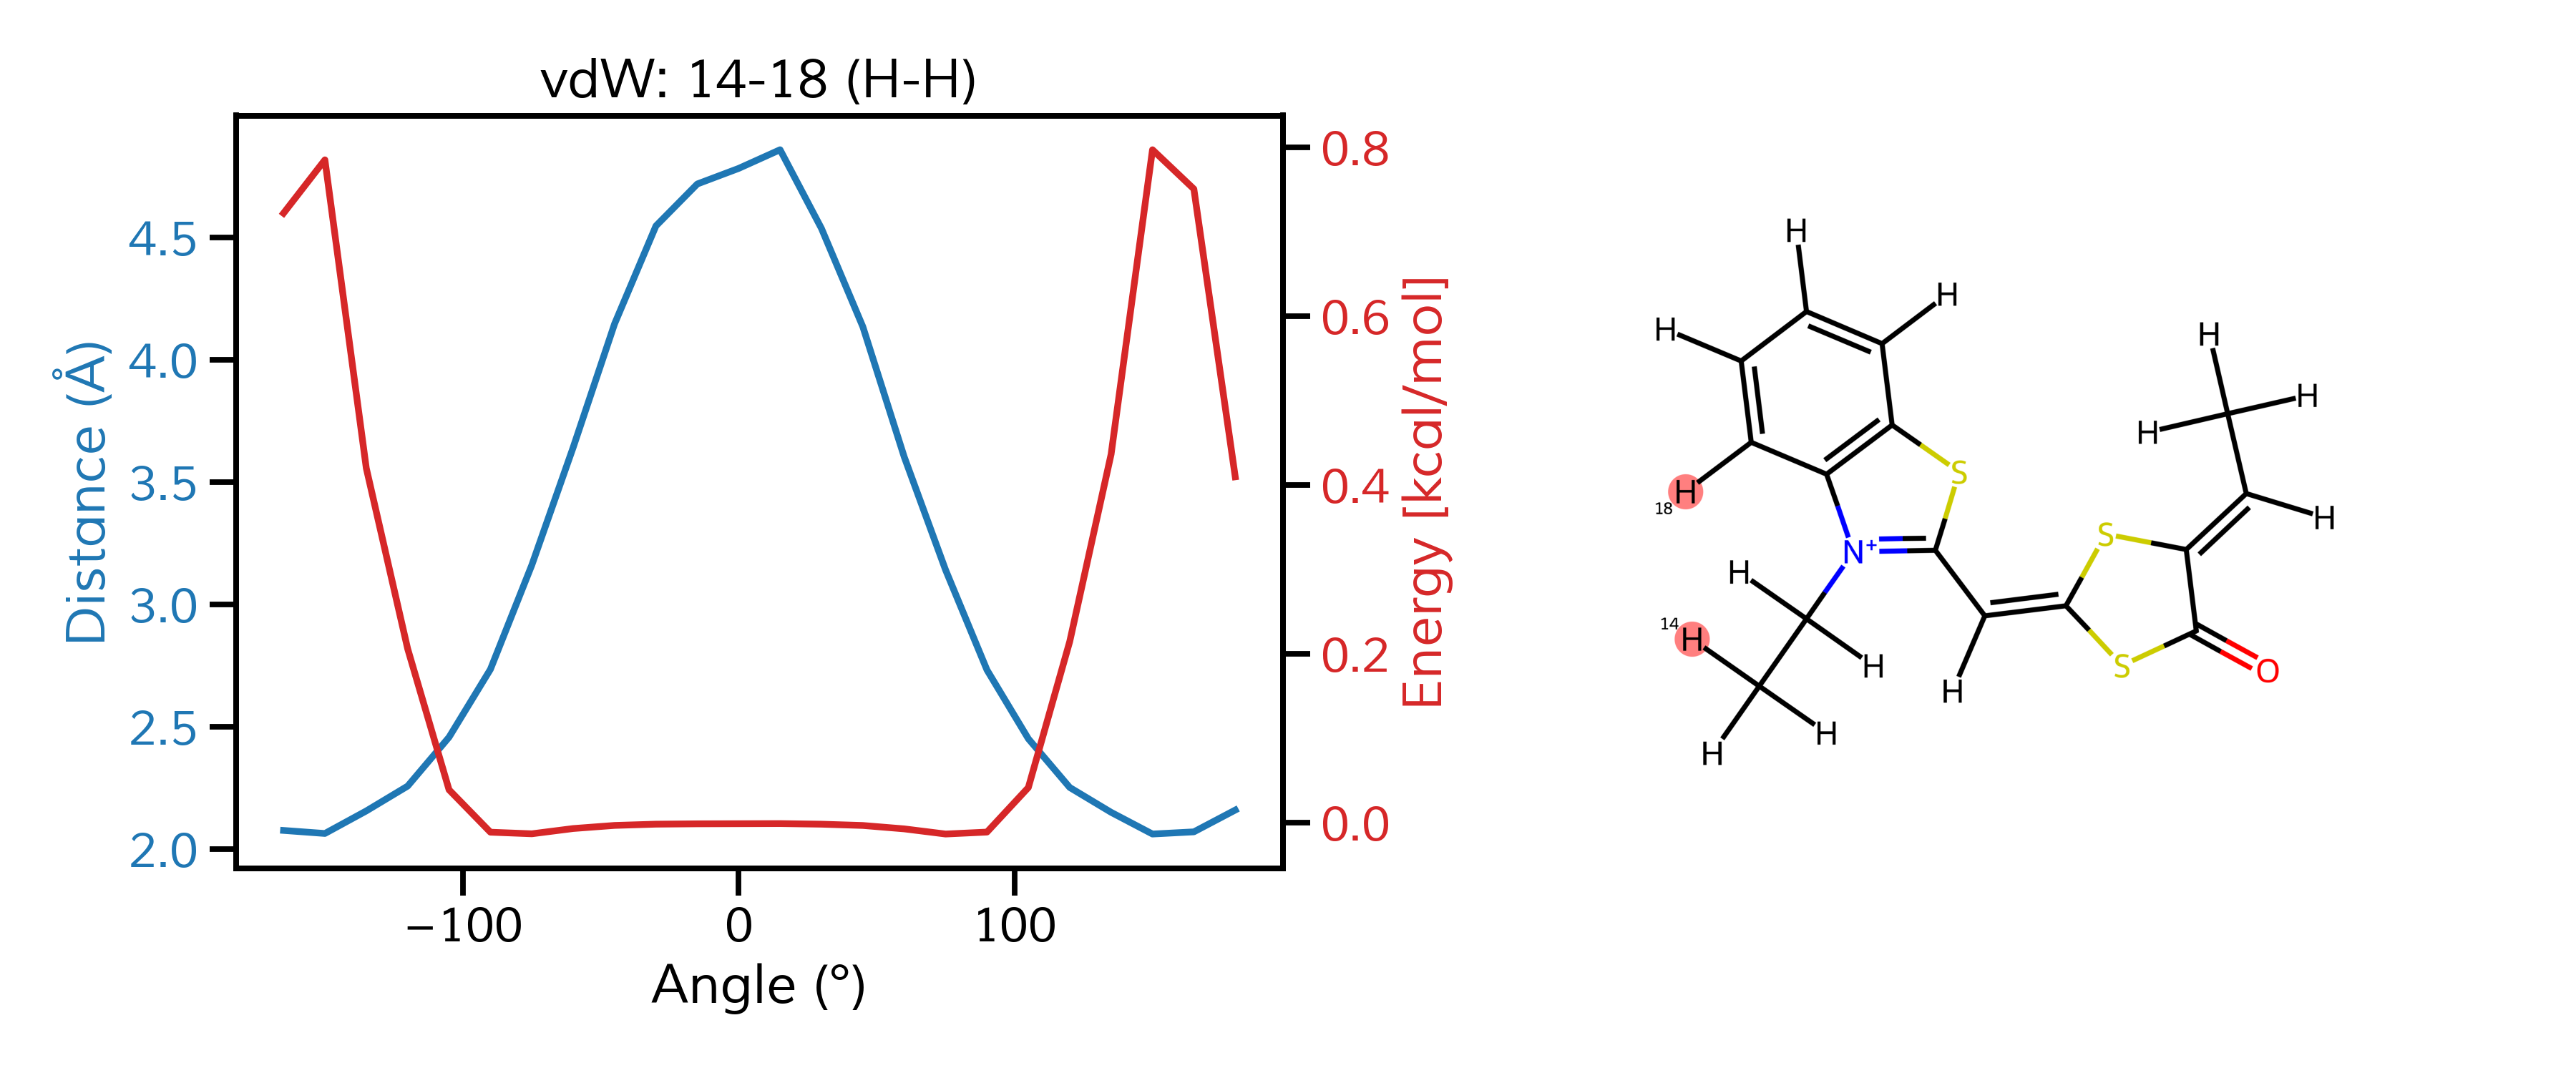 vdW: 14-18 (H-H)
4.5
4.0
3.5
3.0
2.5
2.0
Distance (Å)
0.8
0.6
0.4
0.2
0.0
Energy [kcal/mol]
−100
0
100
Angle (°)
H
H
H
H
H
S
H
H
18
S
H
N+
H
14
H
H
S
O
H
H
H